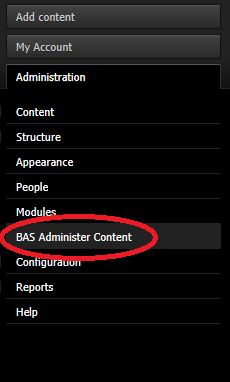 Add content
My Account
Administration
Content
Structure
Appearance
People
Modules
BAS Administer Content
Configuration
Reports
Help